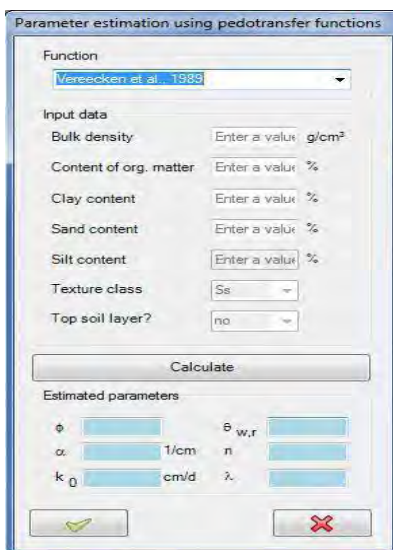 Parameter estimation using pedotransfer functions
Function
Vereecken et al., 1989
Input data
Bulk density Enter a value g/cm³
Content of org. matter Enter a value %
Clay content Enter a value %
Sand content Enter a value %
Silt content Enter a value %
Texture class Ss
Top soil layer? no
Calculate
Estimated parameters
ϕ θ w,r
α 1/cm n
k 0 cm/d λ